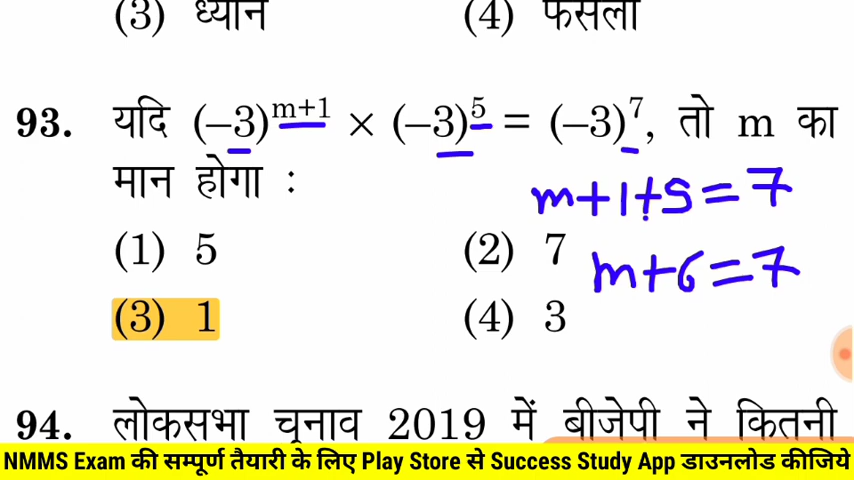 (3) ध्यान (4) फैसला
93. यदि (–3)^{m+1} × (–3)^5 = (–3)^7, तो m का
मान होगा :
m+1+5=7
(1) 5 (2) 7
m+6=7
(3) 1 (4) 3
94. लोकसभा चुनाव 2019 में बीजेपी ने कितनी
NMMS Exam की सम्पूर्ण तैयारी के लिए Play Store से Success Study App डाउनलोड कीजिये